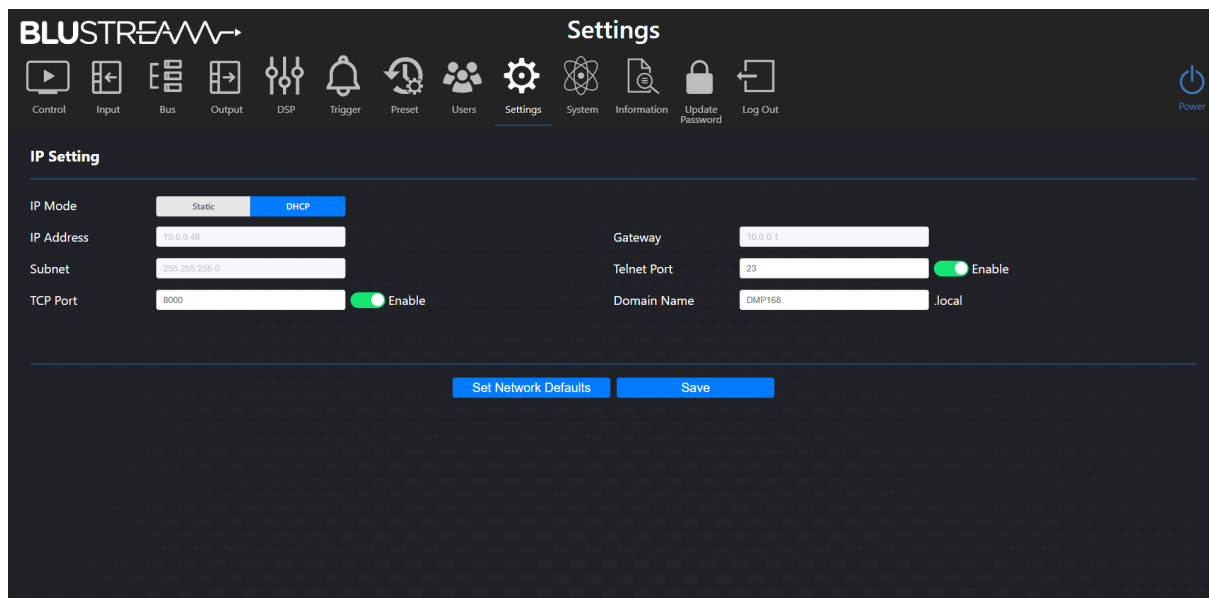 BLUSTREAM
Settings
Control
Input
Bus
Output
DSP
Trigger
Preset
Users
Settings
System
Information
Update
Password
Log Out
Power
IP Setting
IP Mode
Static
DHCP
IP Address
10.0.0.48
Gateway
10.0.0.1
Subnet
255.255.255.0
Telnet Port
23
Enable
TCP Port
8000
Enable
Domain Name
DMP168
.local
Set Network Defaults
Save